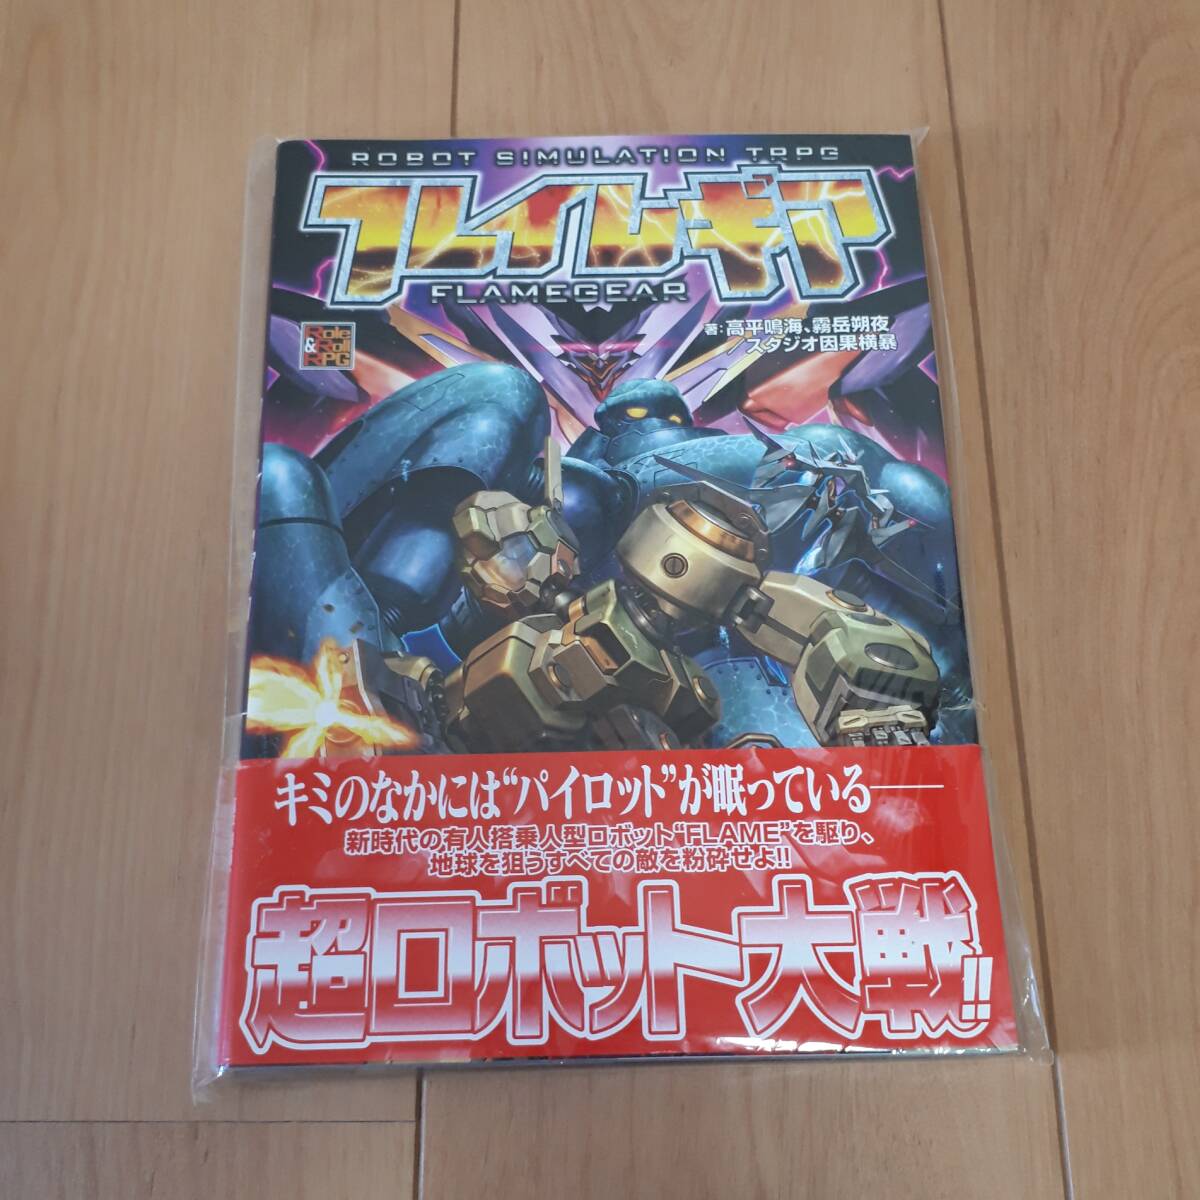 ROBOT SIMULATION TRPG
フレイムギア
FLAMEGEAR
Role
& Roll
RPG
著：高平鳴海、霧岳朔夜、
スタジオ因果横暴
キミのなかには“パイロット”が眠っている――
新時代の有人搭乗人型ロボット“FLAME”を駆り、
地球を狙うすべての敵を粉砕せよ!!
超ロボット大戦!!